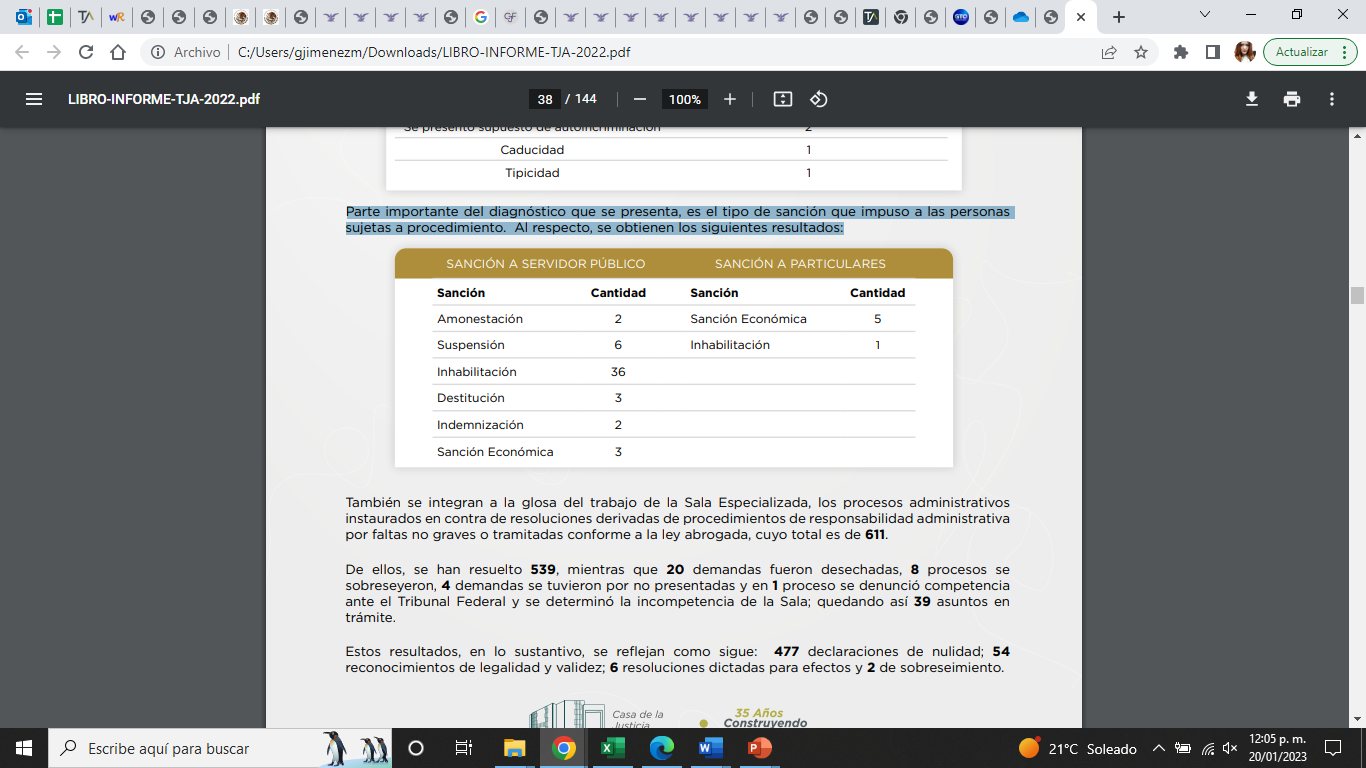 Archivo
C:/Users/gjimenezm/Downloads/LIBRO-INFORME-TJA-2022.pdf
Actualizar
LIBRO-INFORME-TJA-2022.pdf
38 / 144
100%
Se presentó supuesto de autoincriminación 2
Caducidad 1
Tipicidad 1
Parte importante del diagnóstico que se presenta, es el tipo de sanción que impuso a las personas
sujetas a procedimiento. Al respecto, se obtienen los siguientes resultados:
SANCIÓN A SERVIDOR PÚBLICO SANCIÓN A PARTICULARES
Sanción Cantidad Sanción Cantidad
Amonestación 2 Sanción Económica 5
Suspensión 6 Inhabilitación 1
Inhabilitación 36
Destitución 3
Indemnización 2
Sanción Económica 3
También se integran a la glosa del trabajo de la Sala Especializada, los procesos administrativos
instaurados en contra de resoluciones derivadas de procedimientos de responsabilidad administrativa
por faltas no graves o tramitadas conforme a la ley abrogada, cuyo total es de 611.
De ellos, se han resuelto 539, mientras que 20 demandas fueron desechadas, 8 procesos se
sobreseyeron, 4 demandas se tuvieron por no presentadas y en 1 proceso se denunció competencia
ante el Tribunal Federal y se determinó la incompetencia de la Sala; quedando así 39 asuntos en
trámite.
Estos resultados, en lo sustantivo, se reflejan como sigue: 477 declaraciones de nulidad; 54
reconocimientos de legalidad y validez; 6 resoluciones dictadas para efectos y 2 de sobreseimiento.
Casa de la
Justicia
35 Años
Construyendo
Escribe aquí para buscar
21°C Soleado
12:05 p. m.
20/01/2023